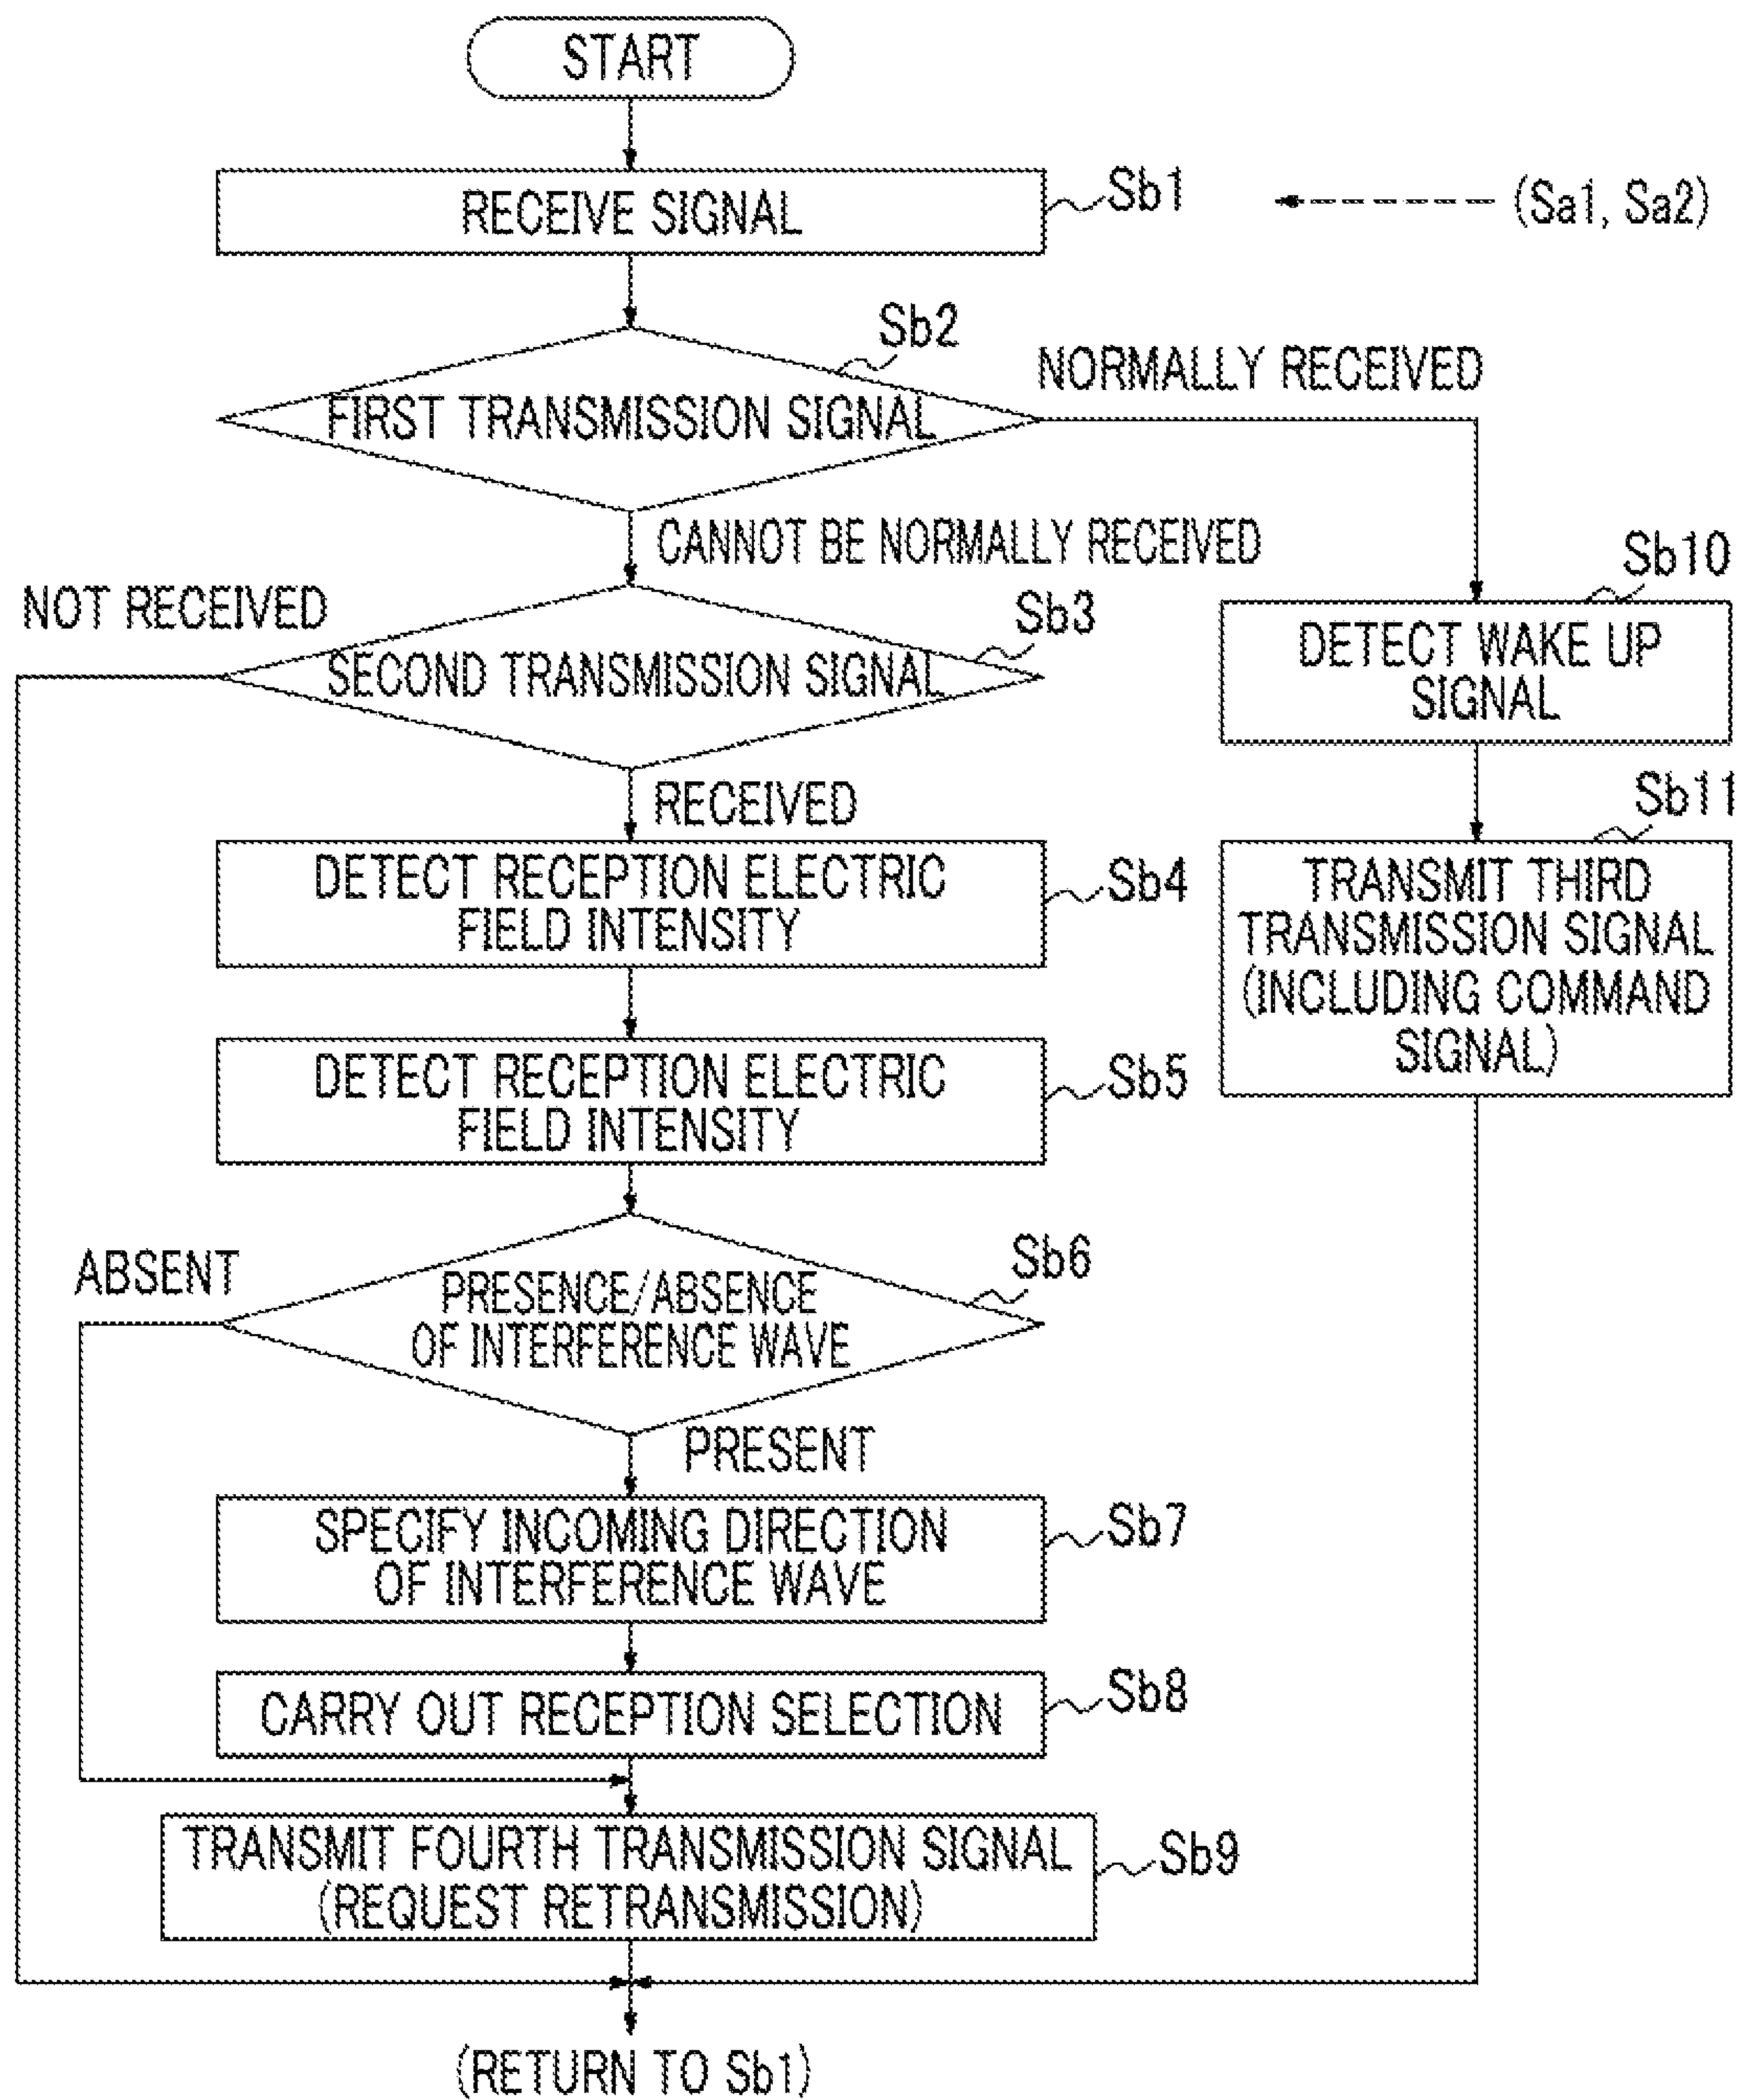 START
RECEIVE SIGNAL
Sb1
(Sa1, Sa2)
Sb2
FIRST TRANSMISSION SIGNAL
NORMALLY RECEIVED
CANNOT BE NORMALLY RECEIVED
NOT RECEIVED
Sb3
SECOND TRANSMISSION SIGNAL
Sb10
DETECT WAKE UP
SIGNAL
RECEIVED
Sb11
TRANSMIT THIRD
TRANSMISSION SIGNAL
(INCLUDING COMMAND
SIGNAL)
DETECT RECEPTION ELECTRIC
FIELD INTENSITY
Sb4
DETECT RECEPTION ELECTRIC
FIELD INTENSITY
Sb5
ABSENT
Sb6
PRESENCE/ABSENCE
OF INTERFERENCE WAVE
PRESENT
SPECIFY INCOMING DIRECTION
OF INTERFERENCE WAVE
Sb7
CARRY OUT RECEPTION SELECTION
Sb8
TRANSMIT FOURTH TRANSMISSION SIGNAL
(REQUEST RETRANSMISSION)
Sb9
(RETURN TO Sb1)